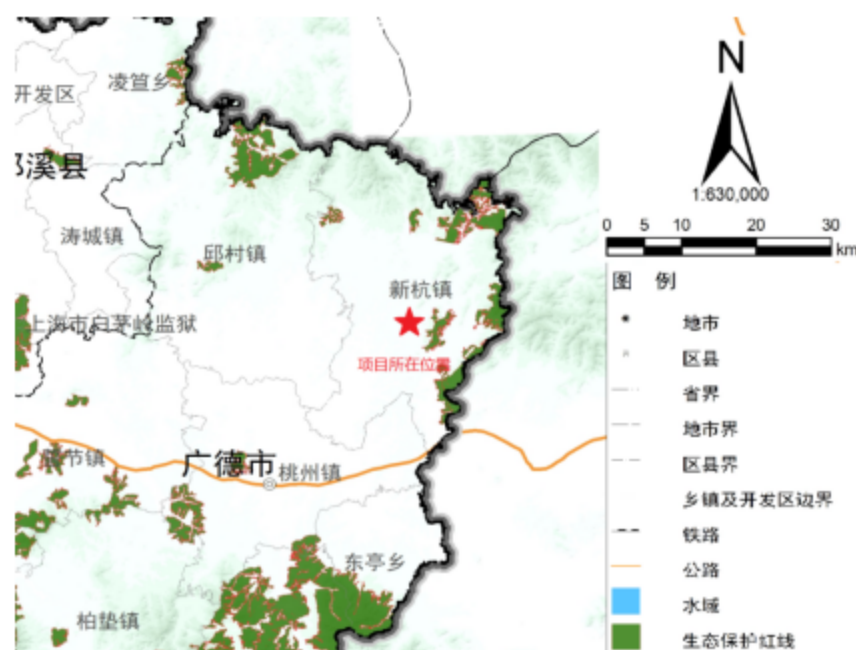 凌笪乡
开发区
溪县
涛城镇
邱村镇
新杭镇
上海市白茅岭监狱
项目所在位置
节镇
广德市
桃州镇
东亭乡
柏垫镇
N
1:630,000
0 5 10 20 30
km
图 例
地市
区县
省界
地市界
区县界
乡镇及开发区边界
铁路
公路
水域
生态保护红线